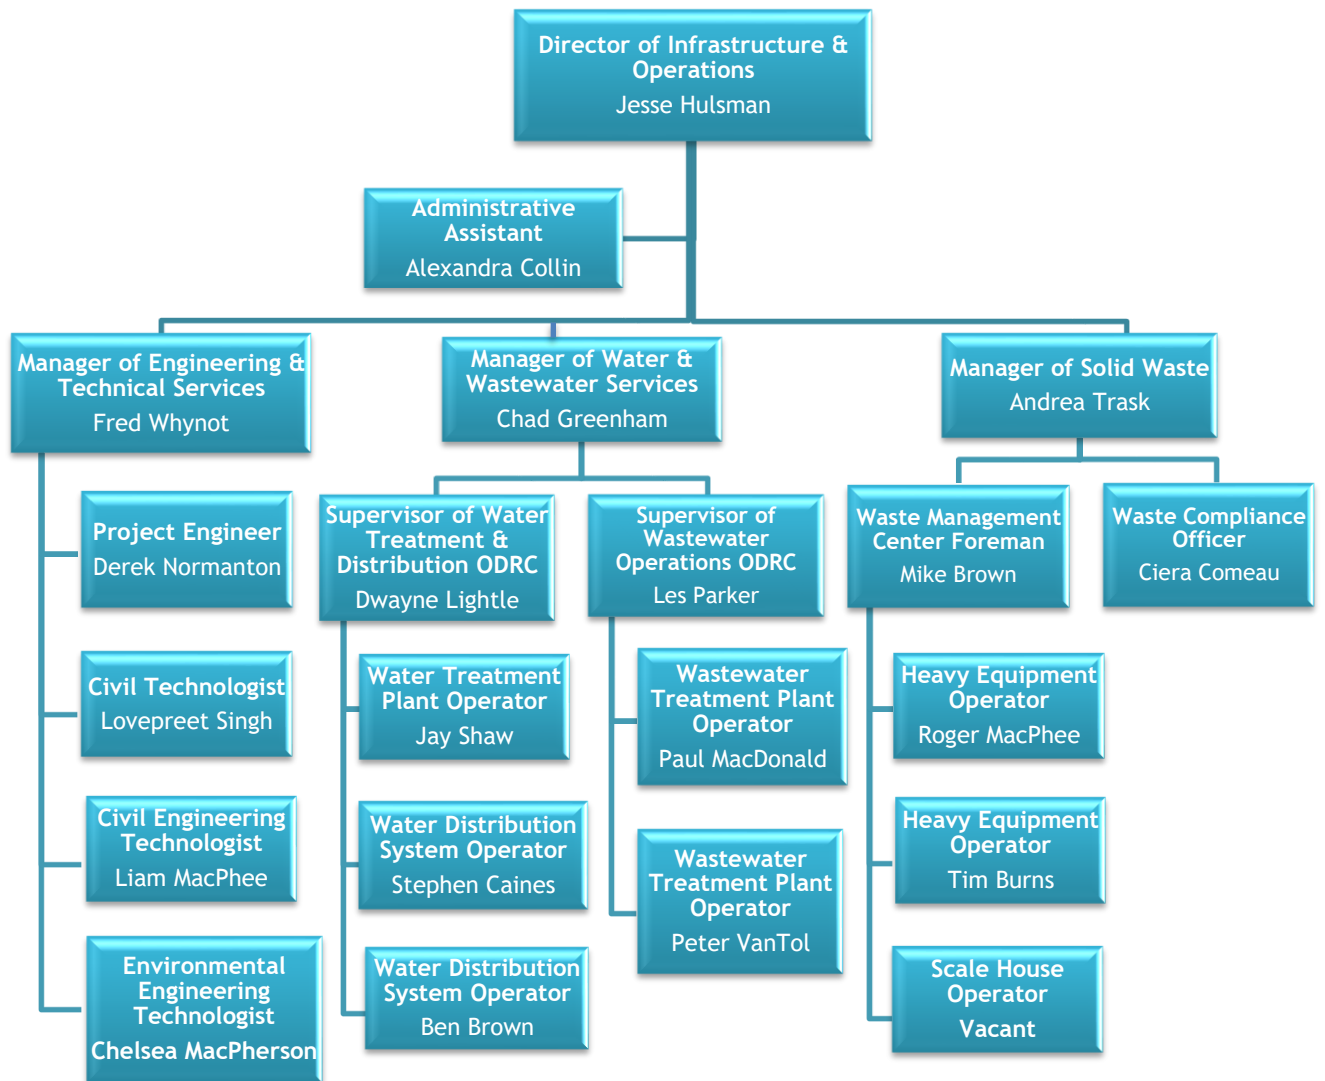 Director of Infrastructure &
Operations
Jesse Hulsman
Administrative
Assistant
Alexandra Collin
Manager of Engineering &
Technical Services
Fred Whynot
Manager of Water &
Wastewater Services
Chad Greenham
Manager of Solid Waste
Andrea Trask
Project Engineer
Derek Normanton
Civil Technologist
Lovepreet Singh
Civil Engineering
Technologist
Liam MacPhee
Environmental
Engineering
Technologist
Chelsea MacPherson
Supervisor of Water
Treatment &
Distribution ODRC
Dwayne Lightle
Water Treatment
Plant Operator
Jay Shaw
Water Distribution
System Operator
Stephen Caines
Water Distribution
System Operator
Ben Brown
Supervisor of
Wastewater
Operations ODRC
Les Parker
Wastewater
Treatment Plant
Operator
Paul MacDonald
Wastewater
Treatment Plant
Operator
Peter VanTol
Waste Management
Center Foreman
Mike Brown
Heavy Equipment
Operator
Roger MacPhee
Heavy Equipment
Operator
Tim Burns
Scale House
Operator
Vacant
Waste Compliance
Officer
Ciera Comeau